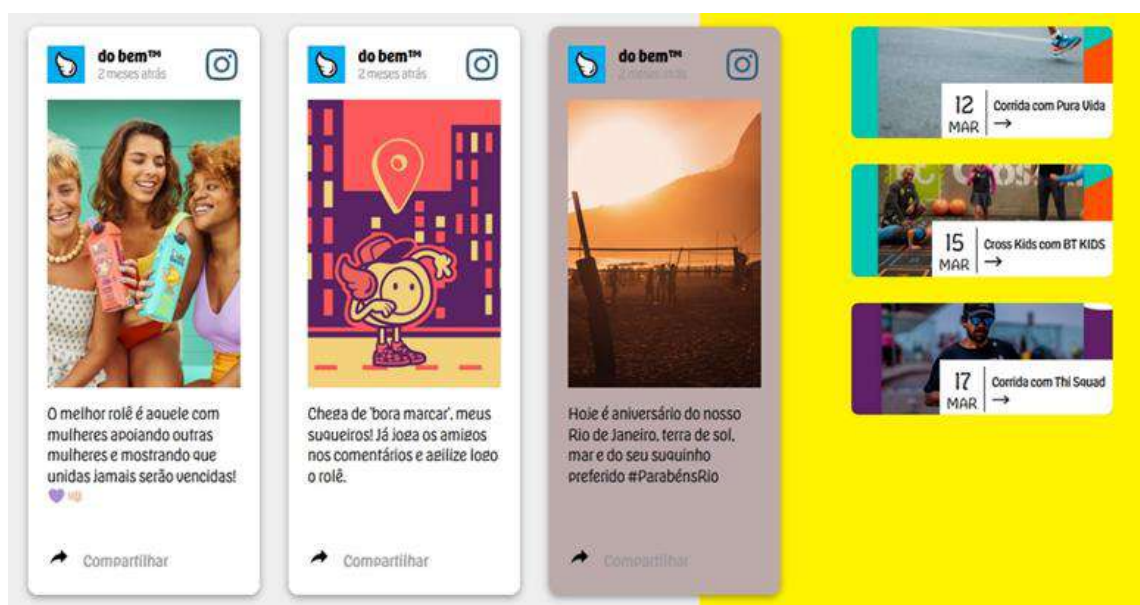 do bem™
2 meses atrás
O melhor rolê é aquele com
mulheres apoiando outras
mulheres e mostrando que
unidas jamais serão vencidas!
💜👊🏻
Compartilhar
do bem™
2 meses atrás
Chega de 'bora marcar', meus
suqueiros! Já joga os amigos
nos comentários e agilize logo
o rolê.
Compartilhar
do bem™
2 meses atrás
Hoje é aniversário do nosso
Rio de Janeiro, terra de sol,
mar e do seu suquinho
preferido #ParabénsRio
Compartilhar
12
MAR
Corrida com Pura Vida
→
15
MAR
Cross Kids com BT KIDS
→
17
MAR
Corrida com Thi Squad
→